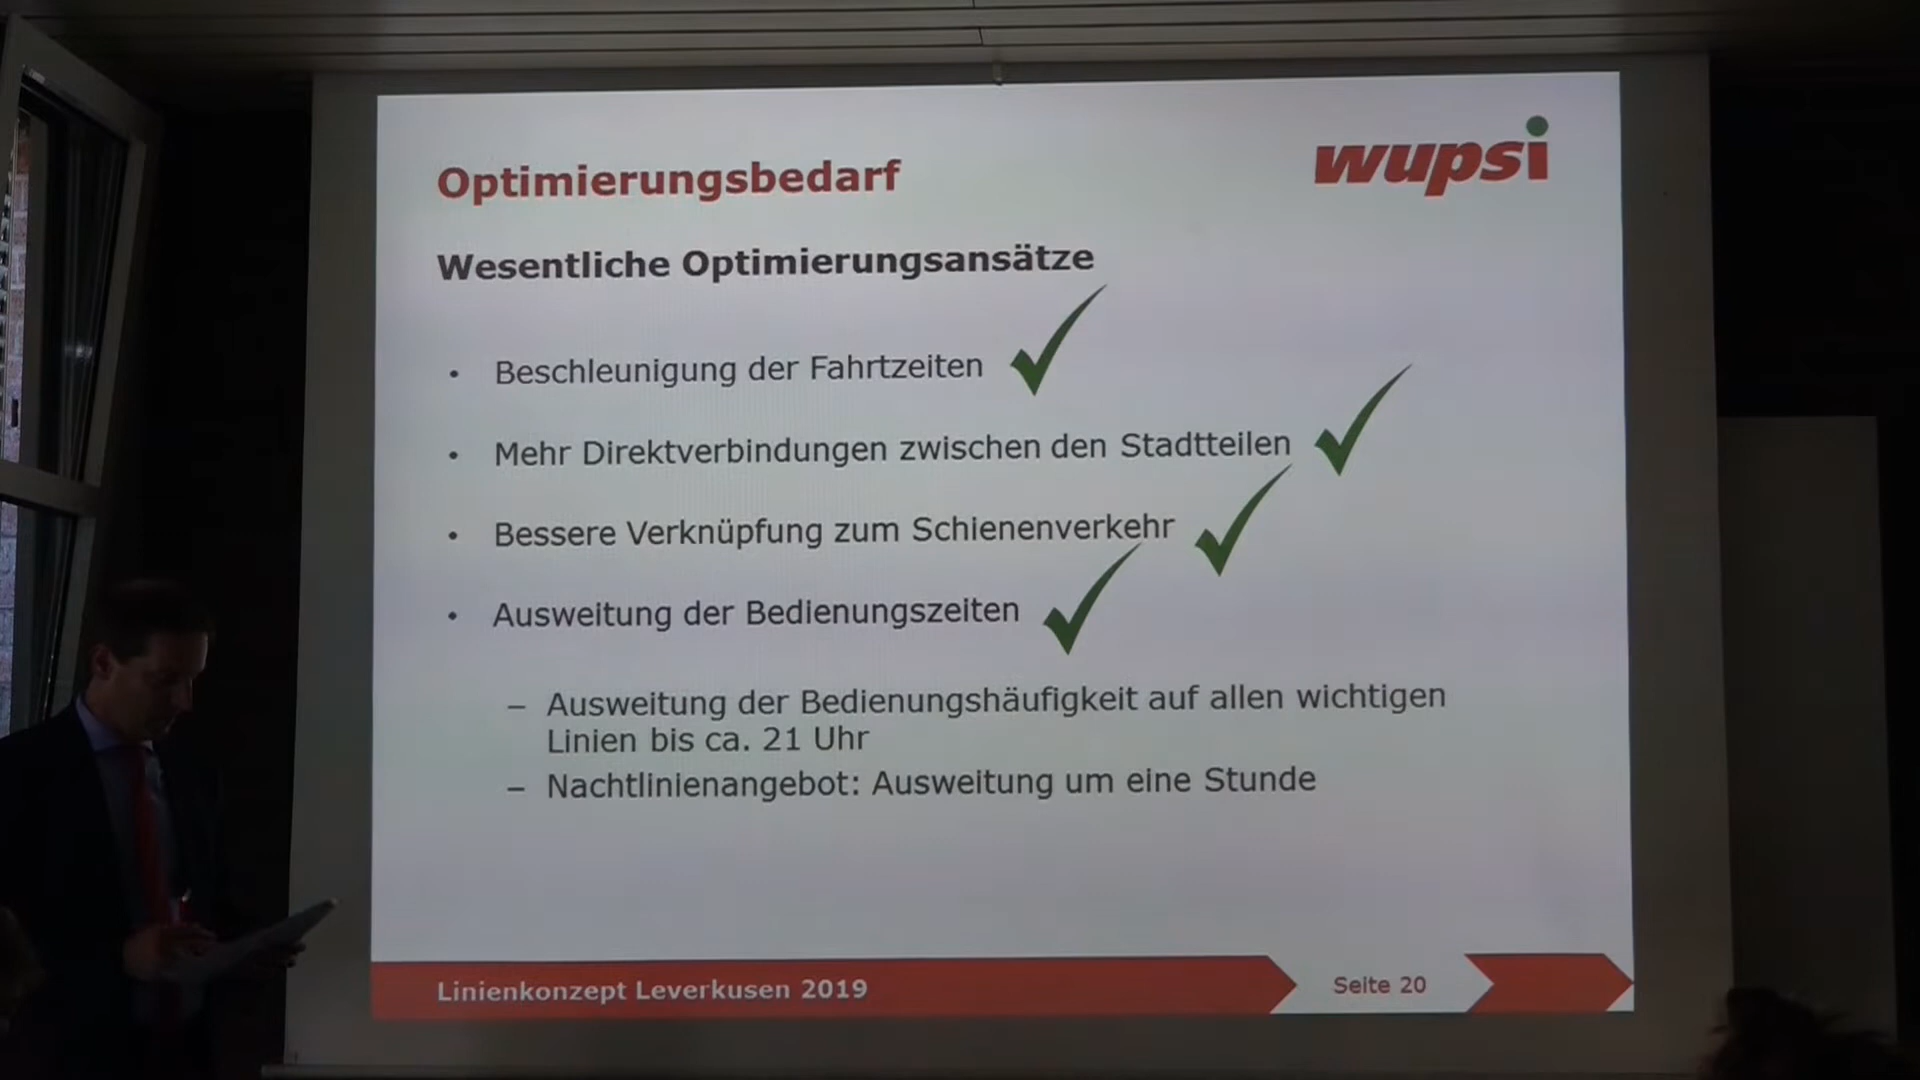 wupsi
Optimierungsbedarf
Wesentliche Optimierungsansätze
• Beschleunigung der Fahrtzeiten
• Mehr Direktverbindungen zwischen den Stadtteilen
• Bessere Verknüpfung zum Schienenverkehr
• Ausweitung der Bedienungszeiten
– Ausweitung der Bedienungshäufigkeit auf allen wichtigen
Linien bis ca. 21 Uhr
– Nachtlinienangebot: Ausweitung um eine Stunde
Linienkonzept Leverkusen 2019
Seite 20